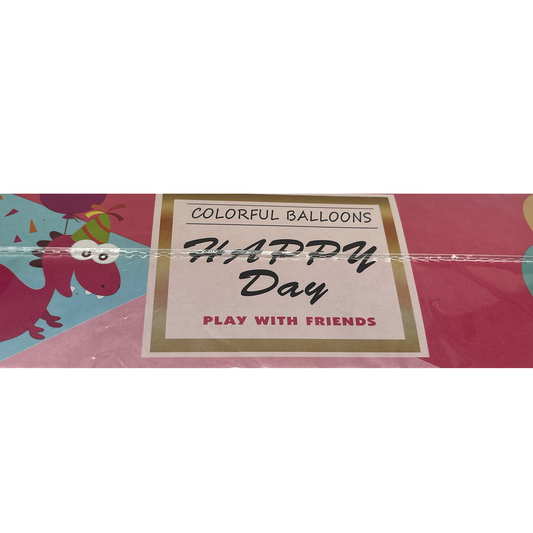 COLORFUL BALLOONS
HAPPY
Day
PLAY WITH FRIENDS